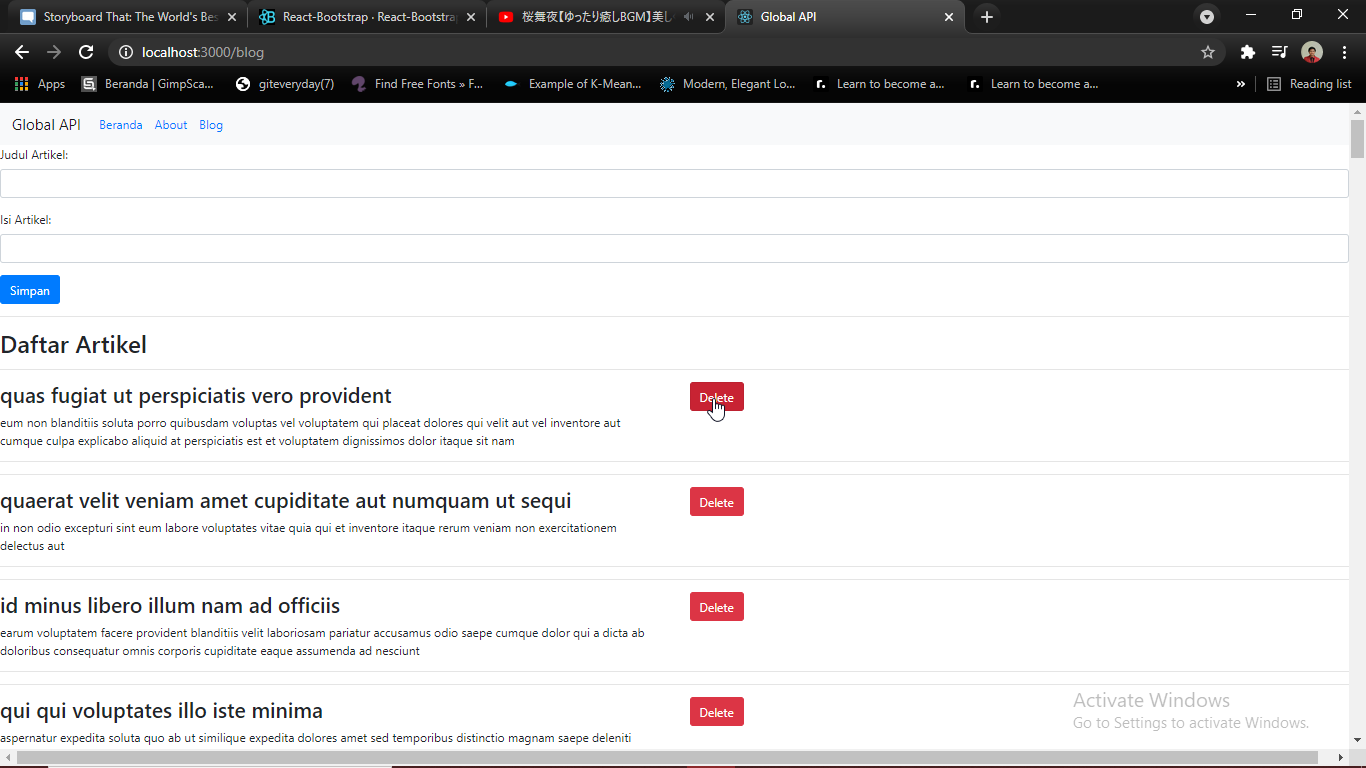 Storyboard That: The World's Bes
React-Bootstrap · React-Bootstra
桜舞夜【ゆったり癒しBGM】美し
Global API
localhost:3000/blog
Apps
Beranda | GimpSca...
giteveryday(7)
Find Free Fonts » F...
Example of K-Mean...
Modern, Elegant Lo...
Learn to become a...
Learn to become a...
»
Reading list
Global API
Beranda
About
Blog
Judul Artikel:
Isi Artikel:
Simpan
Daftar Artikel
quas fugiat ut perspiciatis vero provident
Delete
eum non blanditiis soluta porro quibusdam voluptas vel voluptatem qui placeat dolores qui velit aut vel inventore aut
cumque culpa explicabo aliquid at perspiciatis est et voluptatem dignissimos dolor itaque sit nam
quaerat velit veniam amet cupiditate aut numquam ut sequi
Delete
in non odio excepturi sint eum labore voluptates vitae quia qui et inventore itaque rerum veniam non exercitationem
delectus aut
id minus libero illum nam ad officiis
Delete
earum voluptatem facere provident blanditiis velit laboriosam pariatur accusamus odio saepe cumque dolor qui a dicta ab
doloribus consequatur omnis corporis cupiditate eaque assumenda ad nesciunt
qui qui voluptates illo iste minima
Delete
aspernatur expedita soluta quo ab ut similique expedita dolores amet sed temporibus distinctio magnam saepe deleniti
Activate Windows
Go to Settings to activate Windows.